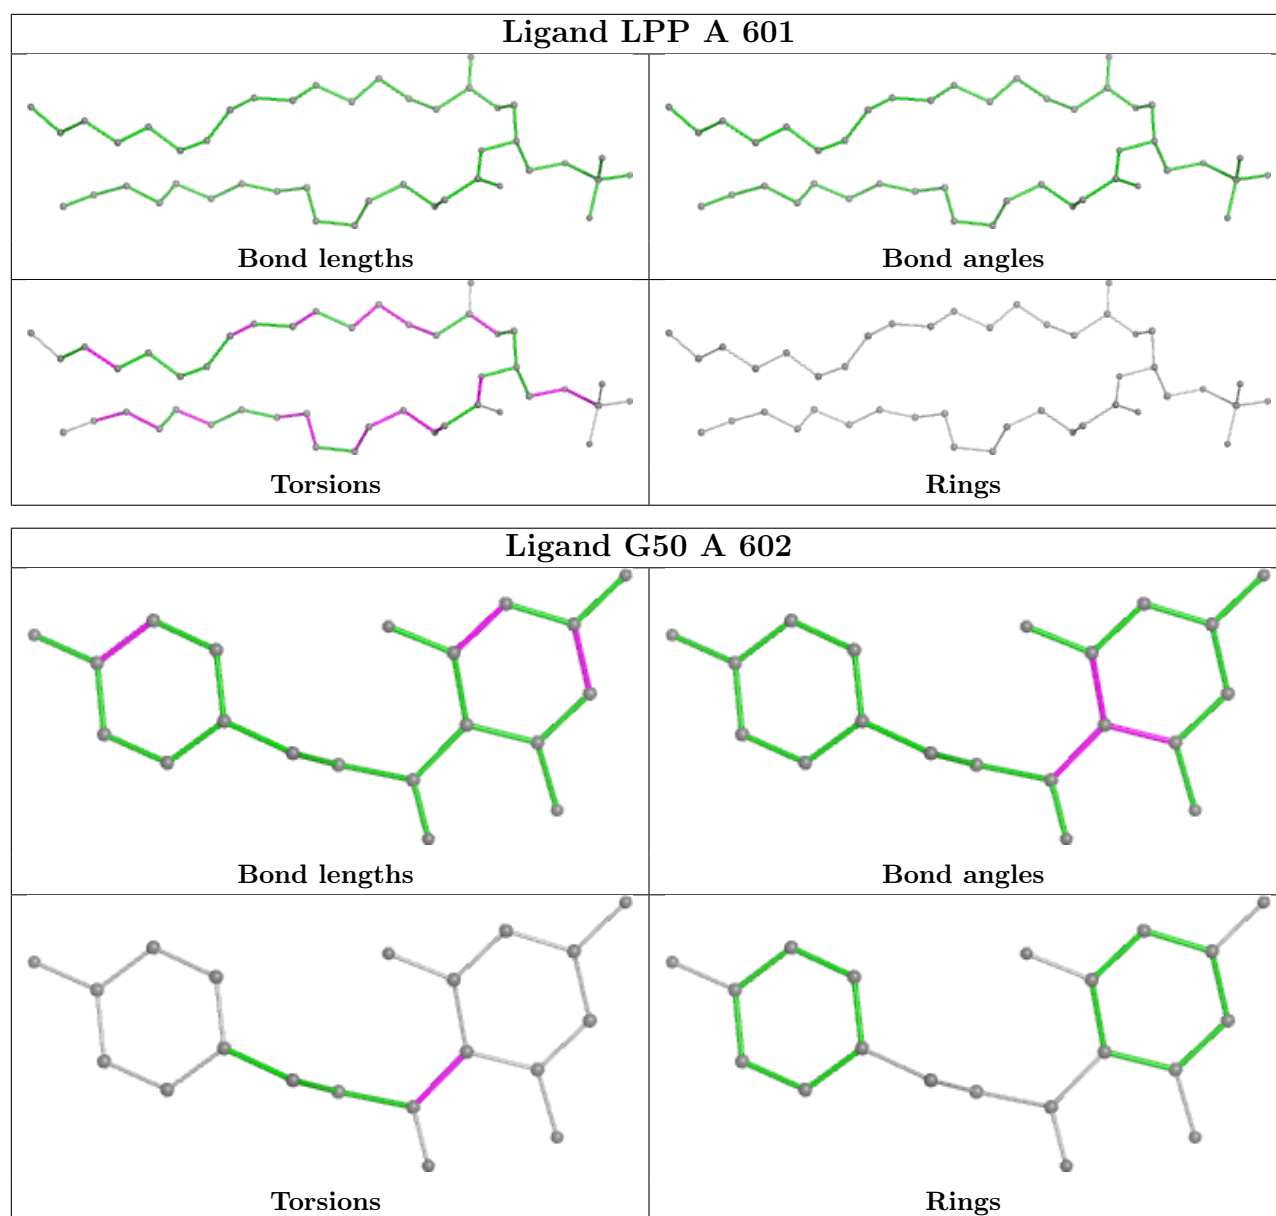 Ligand LPP A 601
Bond lengths
Bond angles
Torsions
Rings
Ligand G50 A 602
Bond lengths
Bond angles
Torsions
Rings